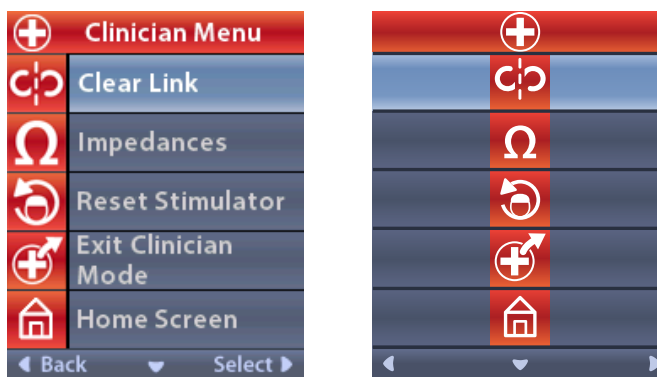 Clinician Menu
Clear Link
Impedances
Reset Stimulator
Exit Clinician
Mode
Home Screen
Back Select